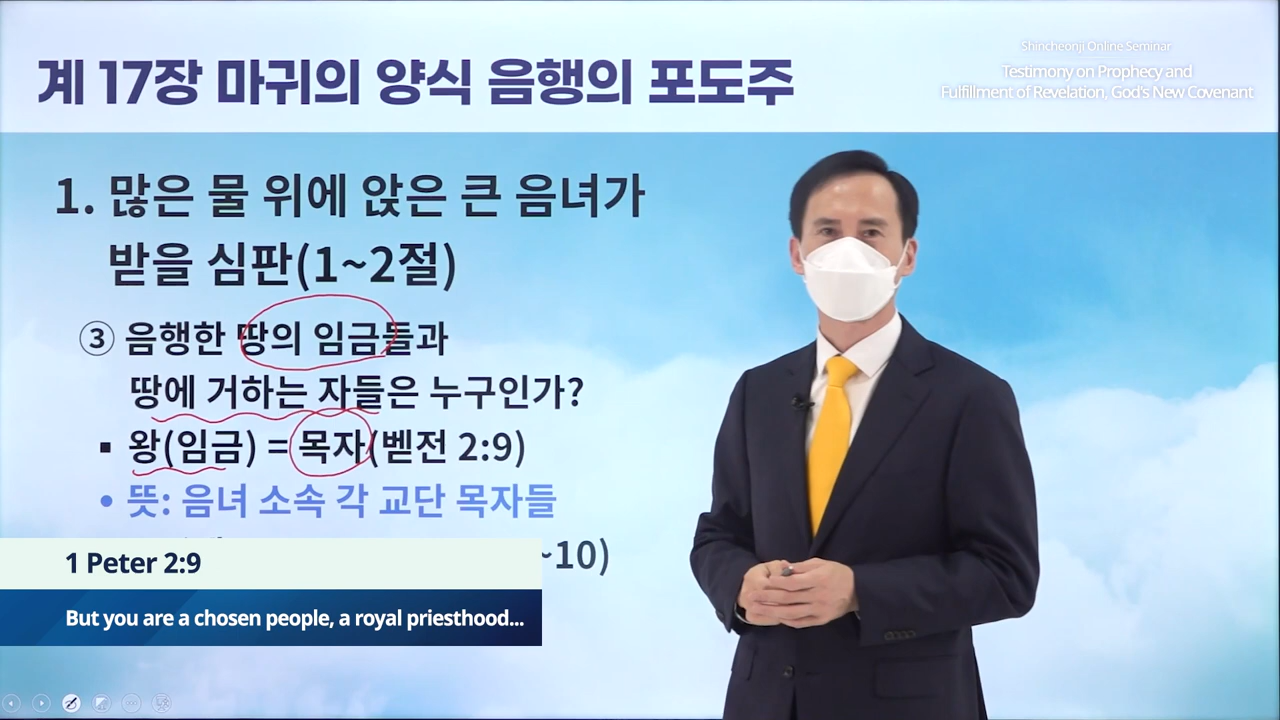 계 17장 마귀의 양식 음행의 포도주
Shincheonji Online Seminar
Testimony on Prophecy and
Fulfillment of Revelation, God's New Covenant
1. 많은 물 위에 앉은 큰 음녀가
받을 심판(1~2절)
③ 음행한 땅의 임금들과
땅에 거하는 자들은 누구인가?
▪ 왕(임금) = 목자(벧전 2:9)
• 뜻: 음녀 소속 각 교단 목자들
~10)
1 Peter 2:9
But you are a chosen people, a royal priesthood...